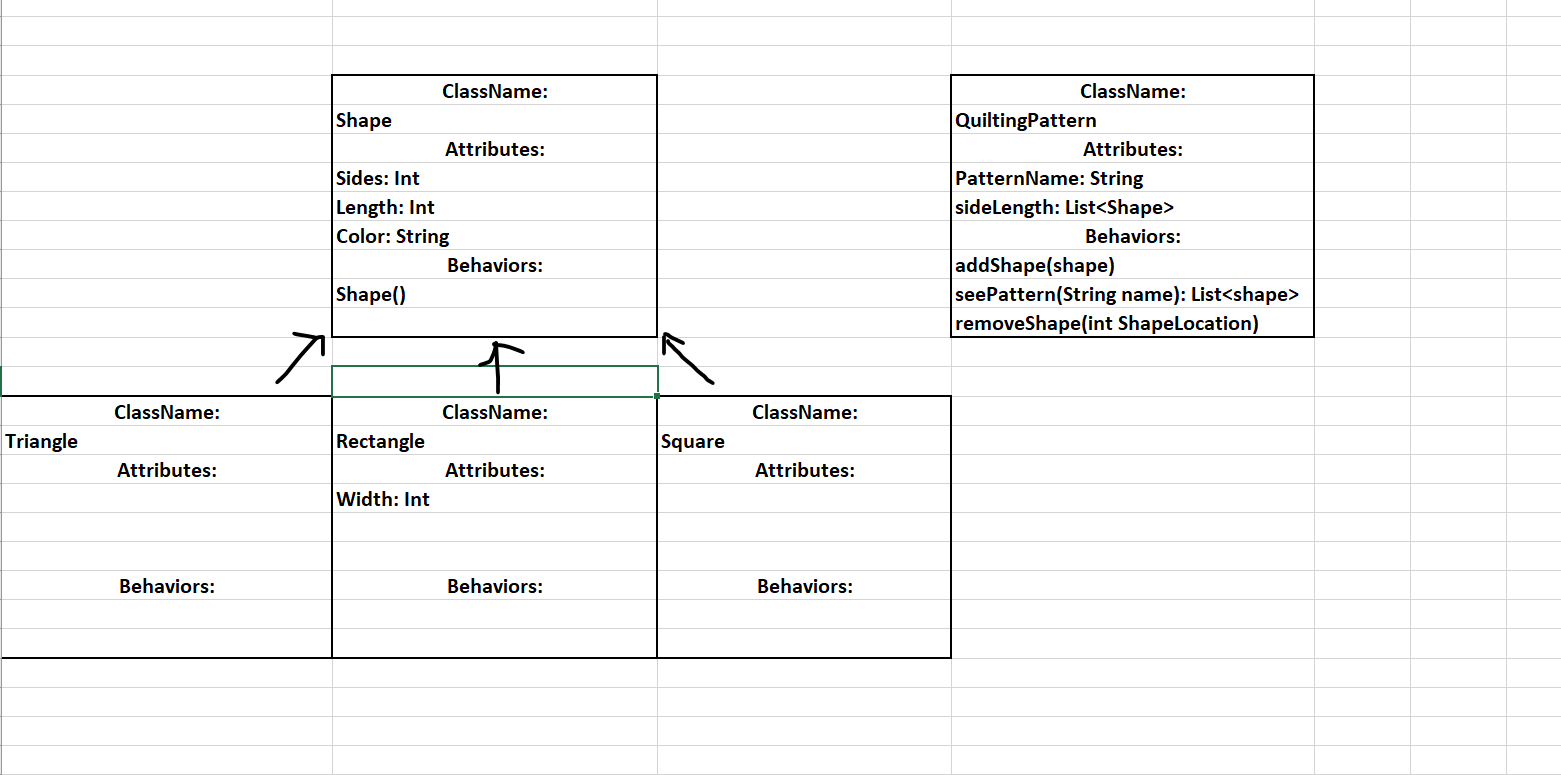 ClassName:
Shape
Attributes:
Sides: Int
Length: Int
Color: String
Behaviors:
Shape()
ClassName:
QuiltingPattern
Attributes:
PatternName: String
sideLength: List<Shape>
Behaviors:
addShape(shape)
seePattern(String name): List<shape>
removeShape(int ShapeLocation)
ClassName:
Triangle
Attributes:
Behaviors:
ClassName:
Rectangle
Attributes:
Width: Int
Behaviors:
ClassName:
Square
Attributes:
Behaviors: